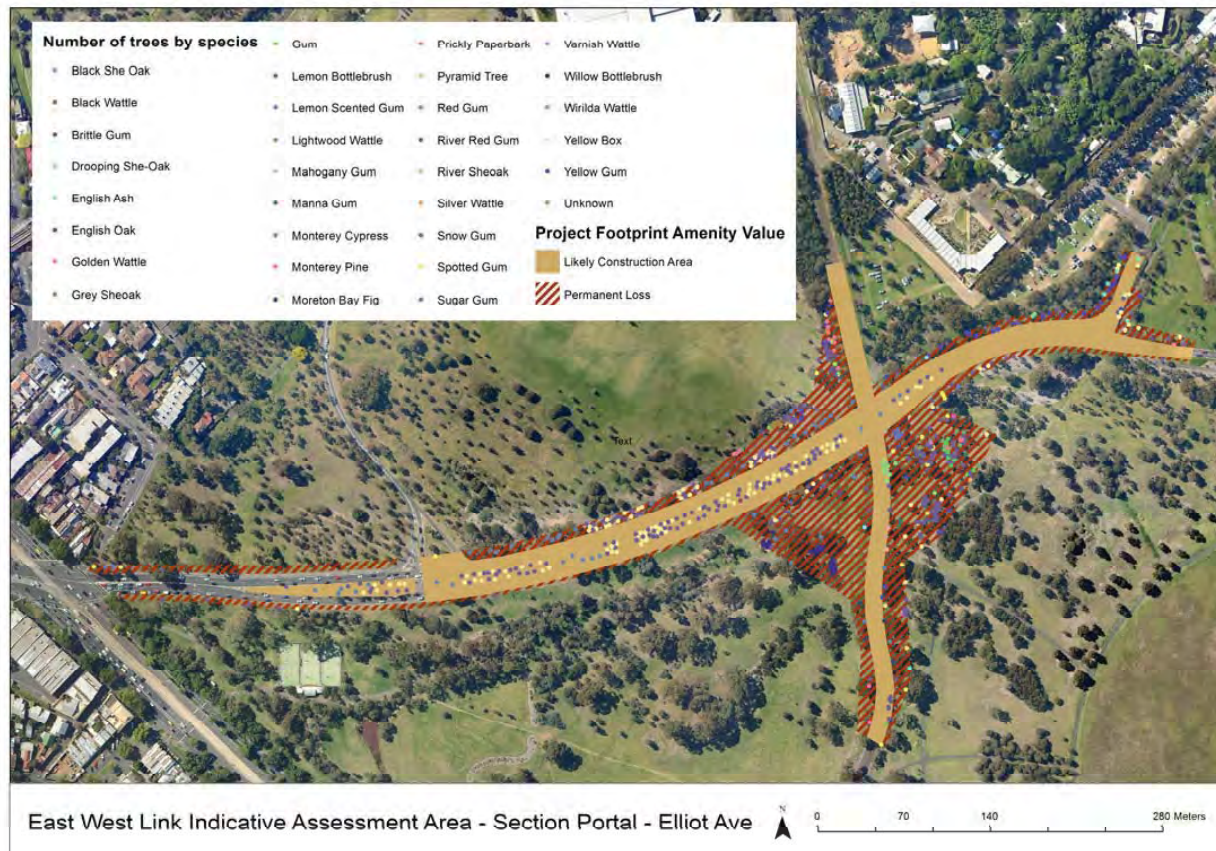 Number of trees by species
Black She Oak
Black Wattle
Brittle Gum
Drooping She-Oak
English Ash
English Oak
Golden Wattle
Grey Sheoak
Gum
Lemon Bottlebrush
Lemon Scented Gum
Lightwood Wattle
Mahogany Gum
Manna Gum
Monterey Cypress
Monterey Pine
Moreton Bay Fig
Prickly Paperbark
Pyramid Tree
Red Gum
River Red Gum
River Sheoak
Silver Wattle
Snow Gum
Spotted Gum
Sugar Gum
Varnish Wattle
Willow Bottlebrush
Wirilda Wattle
Yellow Box
Yellow Gum
Unknown
Project Footprint Amenity Value
Likely Construction Area
Permanent Loss
Text
East West Link Indicative Assessment Area - Section Portal - Elliot Ave
N
0 70 140 280 Meters